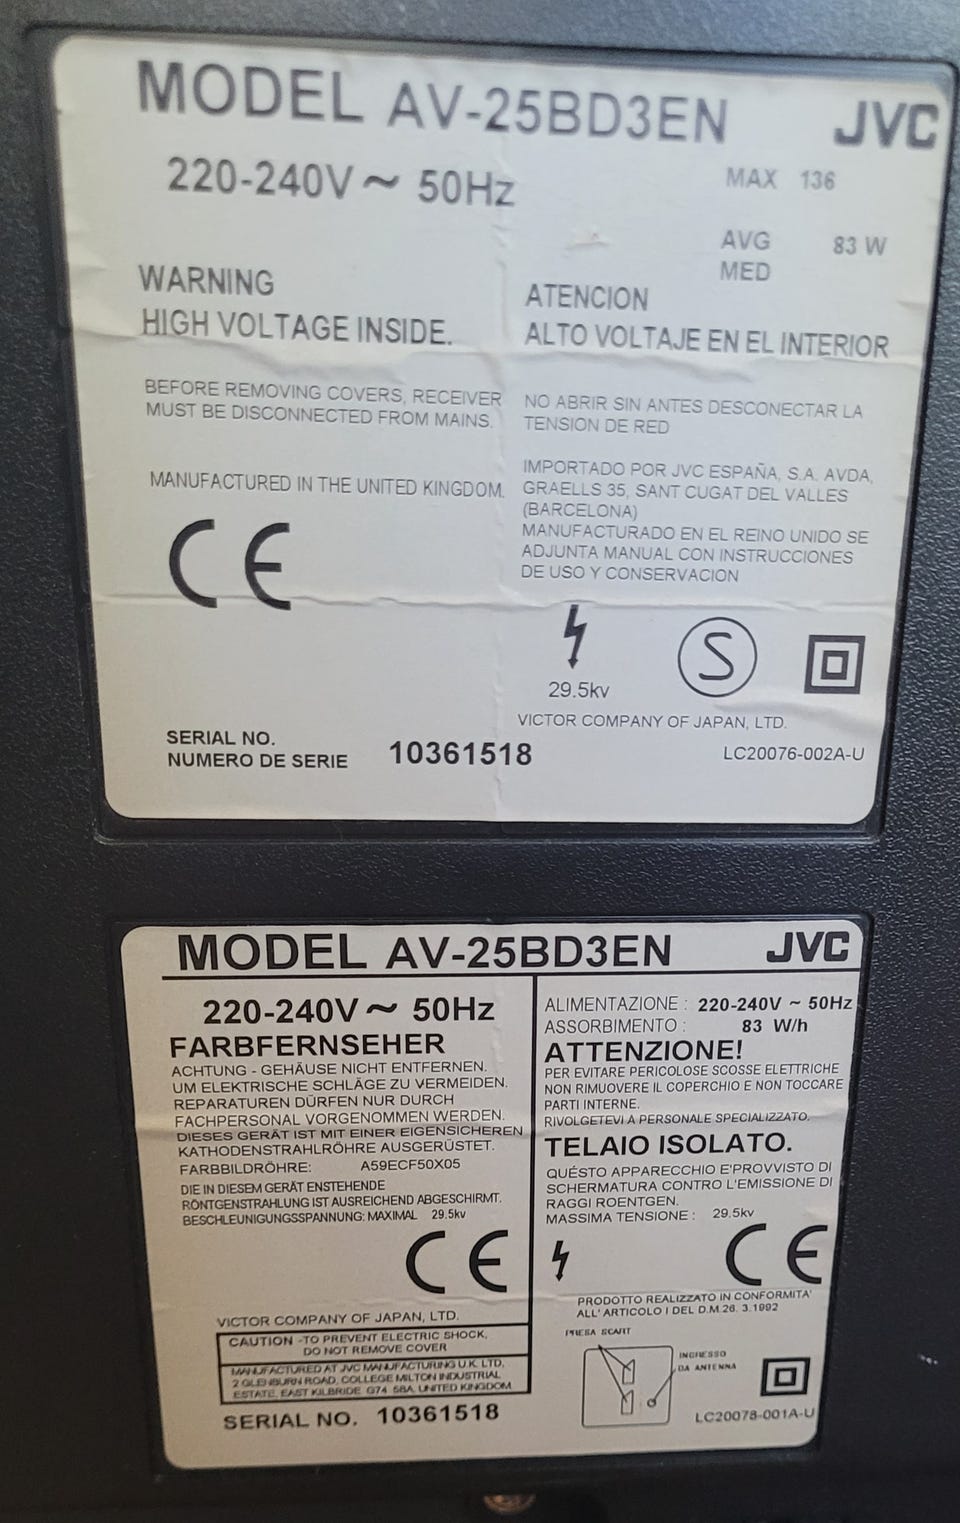 MODEL AV-25BD3EN JVC
220-240V ~ 50Hz
MAX 136
AVG 83 W
MED
WARNING
HIGH VOLTAGE INSIDE.
BEFORE REMOVING COVERS, RECEIVER
MUST BE DISCONNECTED FROM MAINS.
MANUFACTURED IN THE UNITED KINGDOM.
CE
ATENCION
ALTO VOLTAJE EN EL INTERIOR
NO ABRIR SIN ANTES DESCONECTAR LA
TENSION DE RED
IMPORTADO POR JVC ESPAÑA, S.A. AVDA,
GRAELLS 35, SANT CUGAT DEL VALLES
(BARCELONA)
MANUFACTURADO EN EL REINO UNIDO SE
ADJUNTA MANUAL CON INSTRUCCIONES
DE USO Y CONSERVACION
29.5kv
S
VICTOR COMPANY OF JAPAN, LTD.
SERIAL NO.
NUMERO DE SERIE 10361518
LC20076-002A-U
MODEL AV-25BD3EN JVC
220-240V ~ 50Hz
FARBFERNSEHER
ACHTUNG - GEHÄUSE NICHT ENTFERNEN.
UM ELEKTRISCHE SCHLÄGE ZU VERMEIDEN.
REPARATUREN DÜRFEN NUR DURCH
FACHPERSONAL VORGENOMMEN WERDEN.
DIESES GERÄT IST MIT EINER EIGENSICHEREN
KATHODENSTRAHLRÖHRE AUSGERÜSTET.
FARBBILDRÖHRE: A59ECF50X05
DIE IN DIESEM GERÄT ENSTEHENDE
RÖNTGENSTRAHLUNG IST AUSREICHEND ABGESCHIRMT.
BESCHLEUNIGUNGSSPANNUNG: MAXIMAL 29.5kv
CE
VICTOR COMPANY OF JAPAN, LTD.
CAUTION -TO PREVENT ELECTRIC SHOCK,
DO NOT REMOVE COVER
MANUFACTURED AT JVC MANUFACTURING U.K. LTD,
2 GLENBURN ROAD, COLLEGE MILTON INDUSTRIAL
ESTATE, EAST KILBRIDE G74 5BA, UNITED KINGDOM
SERIAL NO. 10361518
ALIMENTAZIONE : 220-240V ~ 50Hz
ASSORBIMENTO : 83 W/h
ATTENZIONE!
PER EVITARE PERICOLOSE SCOSSE ELETTRICHE
NON RIMUOVERE IL COPERCHIO E NON TOCCARE
PARTI INTERNE.
RIVOLGETEVI A PERSONALE SPECIALIZZATO.
TELAIO ISOLATO.
QUÉSTO APPARECCHIO E'PROVVISTO DI
SCHERMATURA CONTRO L'EMISSIONE DI
RAGGI ROENTGEN.
MASSIMA TENSIONE : 29.5kv
CE
PRODOTTO REALIZZATO IN CONFORMITA'
ALL' ARTICOLO I DEL D.M.26. 3.1992
PRESA SCART
INGRESSO
DA ANTENNA
LC20078-001A-U